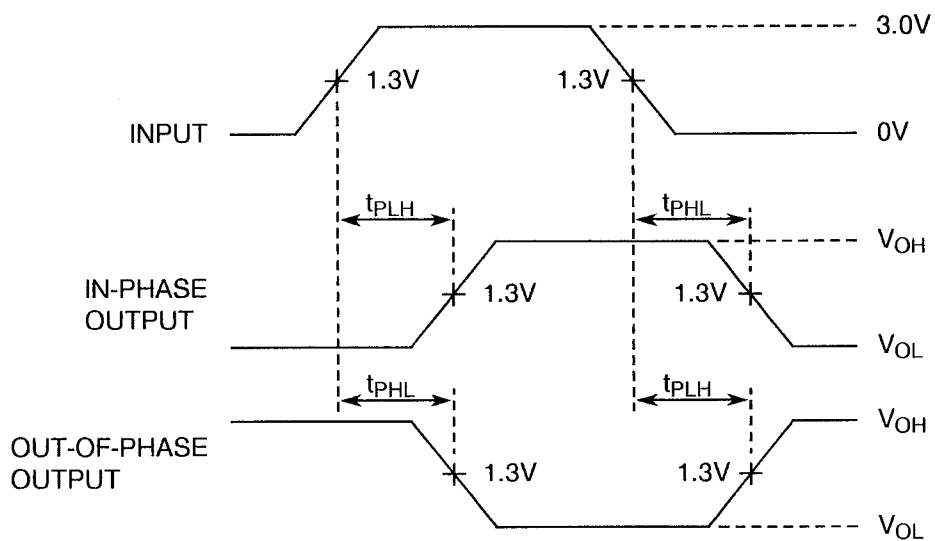 3.0V
1.3V 1.3V
INPUT 0V
tPLH tPHL
VOH
IN-PHASE
OUTPUT
1.3V 1.3V
VOL
tPHL tPLH
VOH
OUT-OF-PHASE
OUTPUT
1.3V 1.3V
VOL